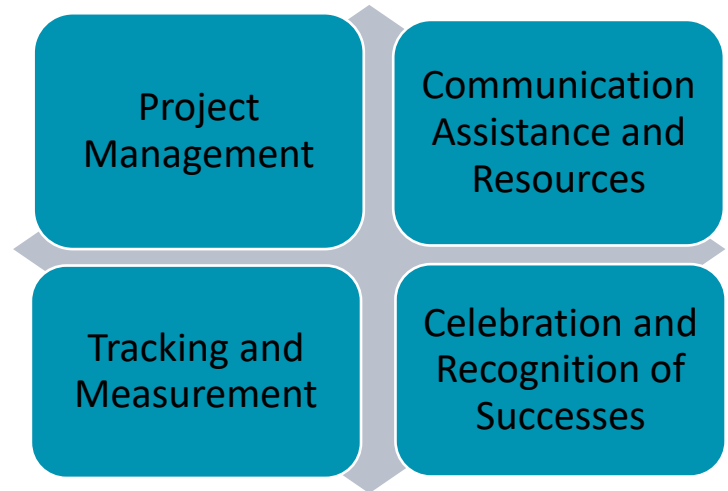 Project
Management
Communication
Assistance and
Resources
Tracking and
Measurement
Celebration and
Recognition of
Successes